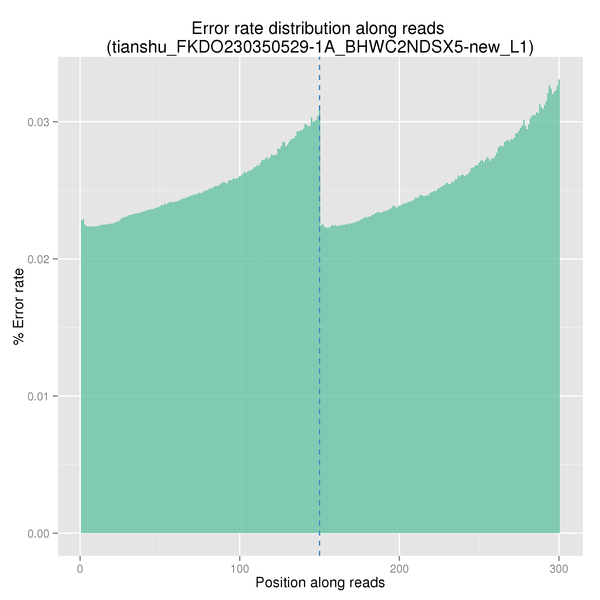 Error rate distribution along reads
(tianshu_FKDO230350529-1A_BHWC2NDSX5-new_L1)
% Error rate
0.03
0.02
0.01
0.00
0
100
200
300
Position along reads